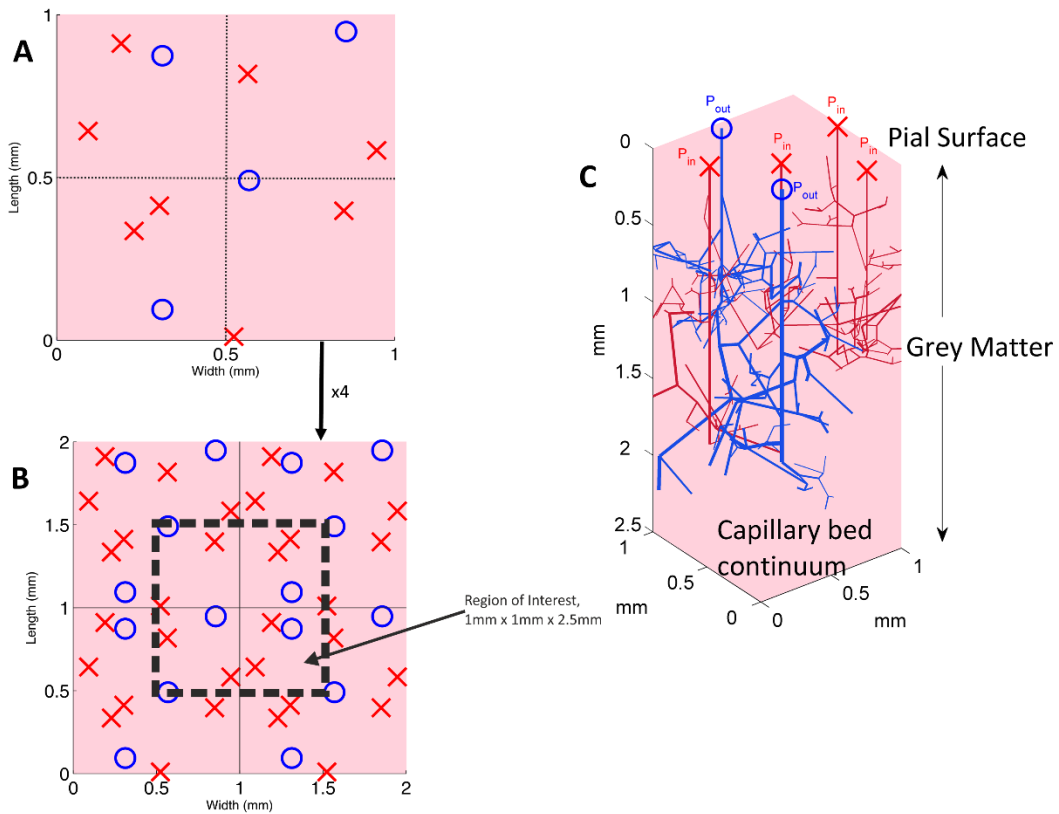 A
1
0.5
0
Length (mm)
0
0.5
1
Width (mm)
x4
B
2
1.5
1
0.5
0
Length (mm)
0
0.5
1
1.5
2
Width (mm)
Region of Interest,
1mm x 1mm x 2.5mm
C
Pout
Pin
Pin
Pin
Pin
Pout
Pial Surface
Grey Matter
Capillary bed
continuum
0
0.5
1
1.5
2
2.5
mm
1
0.5
0
mm
0
0.5
1
mm